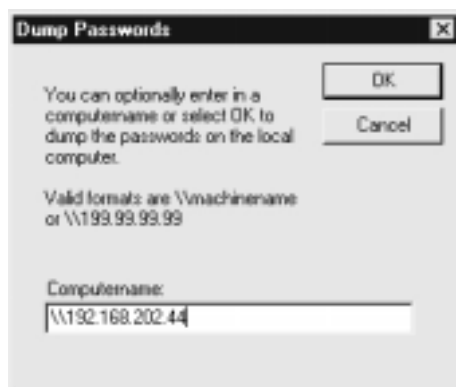 Dump Passwords
You can optionally enter in a
computername or select OK to
dump the passwords on the local
computer.
Valid formats are \\machinename
or \\199.99.99.99
Computername:
\\192.168.202.44
OK
Cancel